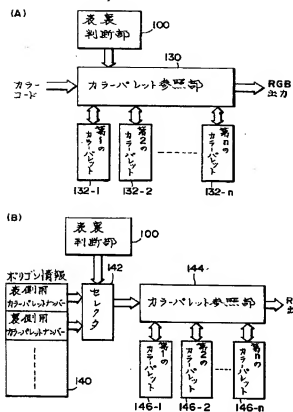 (A)
表裏
判断部
100
130
カラー
コード
カラーパレット参照部
RGB
出力
第1の
カラーパレット
第2の
カラーパレット
第nの
カラーパレット
132-1
132-2
132-n
(B)
表裏
判断部
100
ポリゴン情報
142
144
表側用
カラーパレットナンバー
裏側用
カラーパレットナンバー
セレクタ
カラーパレット参照部
140
第1の
カラーパレット
第2の
カラーパレット
第nの
カラーパレット
146-1
146-2
146-n